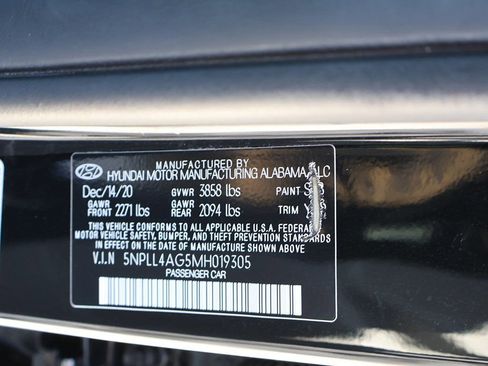 MANUFACTURED BY
HYUNDAI MOTOR MANUFACTURING ALABAMA, LLC
Dec/14/20 GVWR 3858 lbs PAINT
GAWR FRONT 2271 lbs GAWR REAR 2094 lbs TRIM
THIS VEHICLE CONFORMS TO ALL APPLICABLE U.S.A. FEDERAL
MOTOR VEHICLE SAFETY, BUMPER, AND THEFT PREVENTION STANDARDS
IN EFFECT ON THE DATE OF MANUFACTURE SHOWN ABOVE.
V.I.N 5NPLL4AG5MH019305
PASSENGER CAR